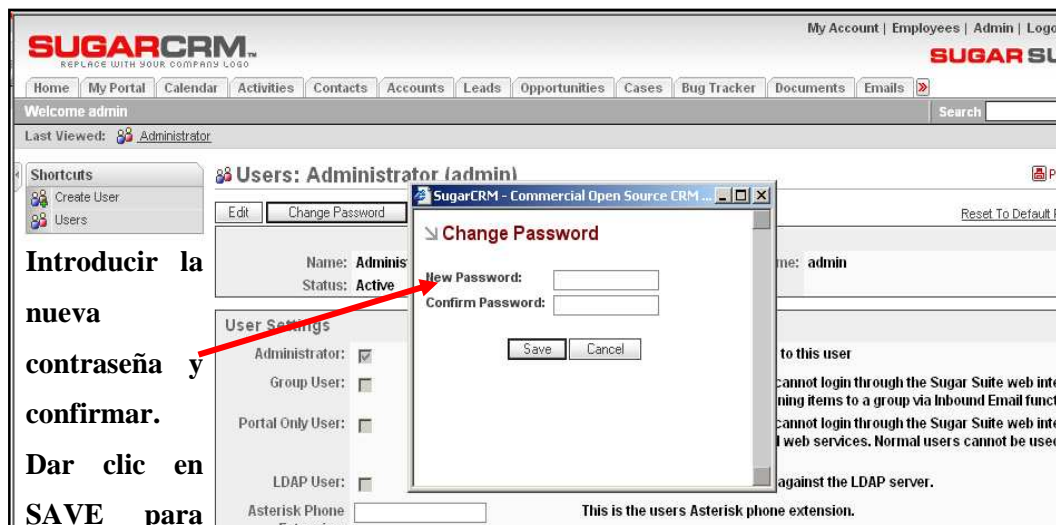 My Account | Employees | Admin | Logo
SUGARCRM™
REPLACE WITH YOUR COMPANY LOGO
SUGAR SU
Home My Portal Calendar Activities Contacts Accounts Leads Opportunities Cases Bug Tracker Documents Emails
Welcome admin
Search
Last Viewed: Administrator
Shortcuts
Create User
Users
Users: Administrator (admin)
P
Edit Change Password
Reset To Default P
Name: Adminis
me: admin
Status: Active
SugarCRM - Commercial Open Source CRM ...
Change Password
New Password:
Confirm Password:
Save Cancel
User Settings
Administrator:
to this user
Group User:
cannot login through the Sugar Suite web inte
ning items to a group via Inbound Email funct
Portal Only User:
cannot login through the Sugar Suite web inte
l web services. Normal users cannot be used
LDAP User:
against the LDAP server.
Asterisk Phone
This is the users Asterisk phone extension.
Introducir la
nueva
contraseña y
confirmar.
Dar clic en
SAVE para